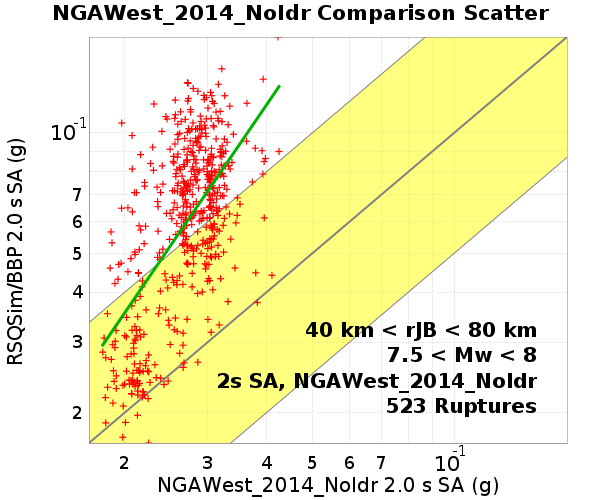 NGAWest_2014_NoIdr Comparison Scatter
RSQSim/BBP 2.0 s SA (g)
10-1
7
6
5
4
3
2
40 km < rJB < 80 km
7.5 < Mw < 8
2s SA, NGAWest_2014_NoIdr
523 Ruptures
2 3 4 5 6 7 8 10-1
NGAWest_2014_NoIdr 2.0 s SA (g)